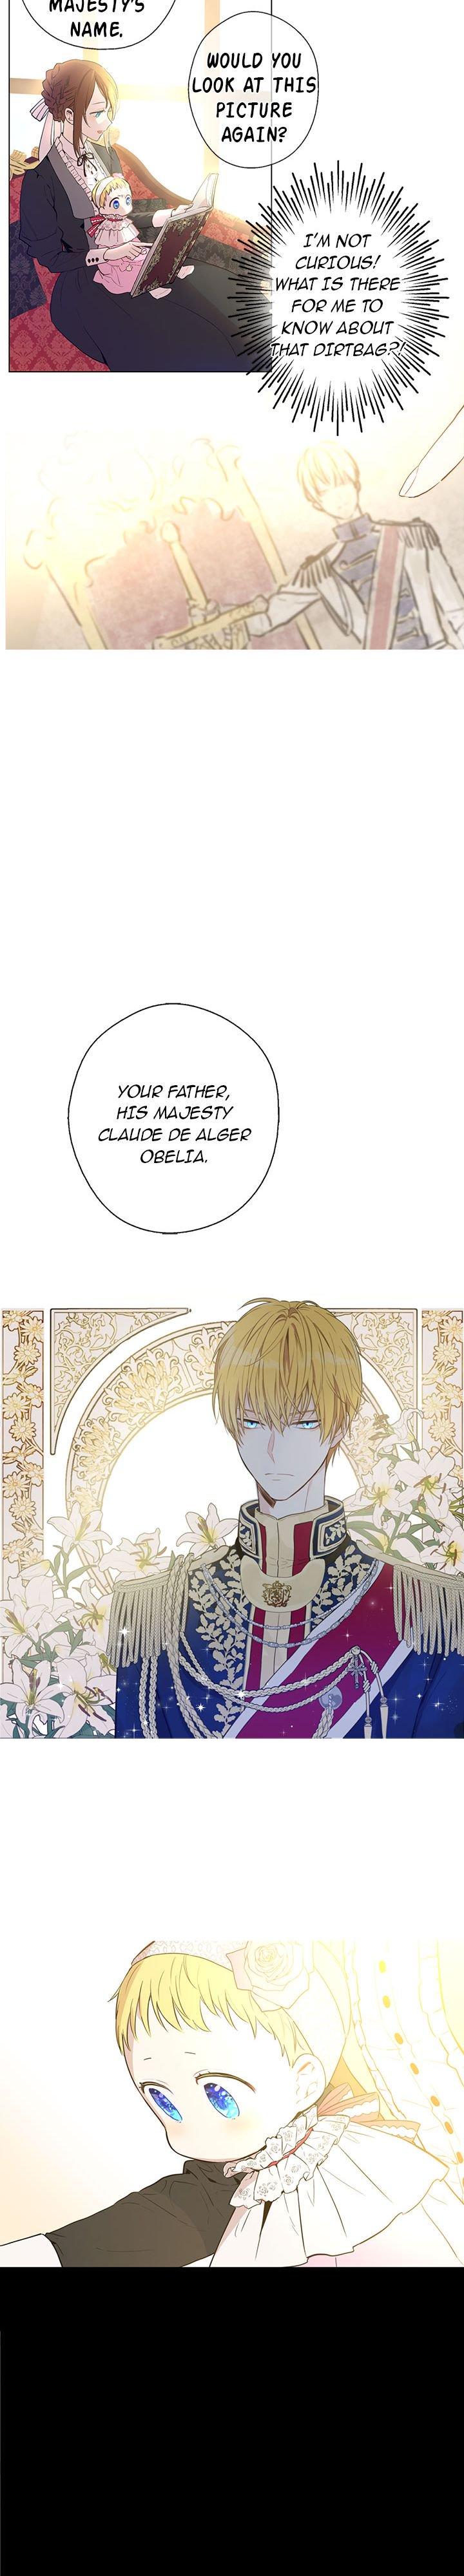 MAJESTY'S
NAME.
WOULD YOU
LOOK AT THIS
PICTURE
AGAIN?
I'M NOT
CURIOUS!
WHAT IS THERE
FOR ME TO
KNOW ABOUT
THAT DIRTBAG?!
YOUR FATHER,
HIS MAJESTY
CLAUDE DE ALGER
OBELIA.